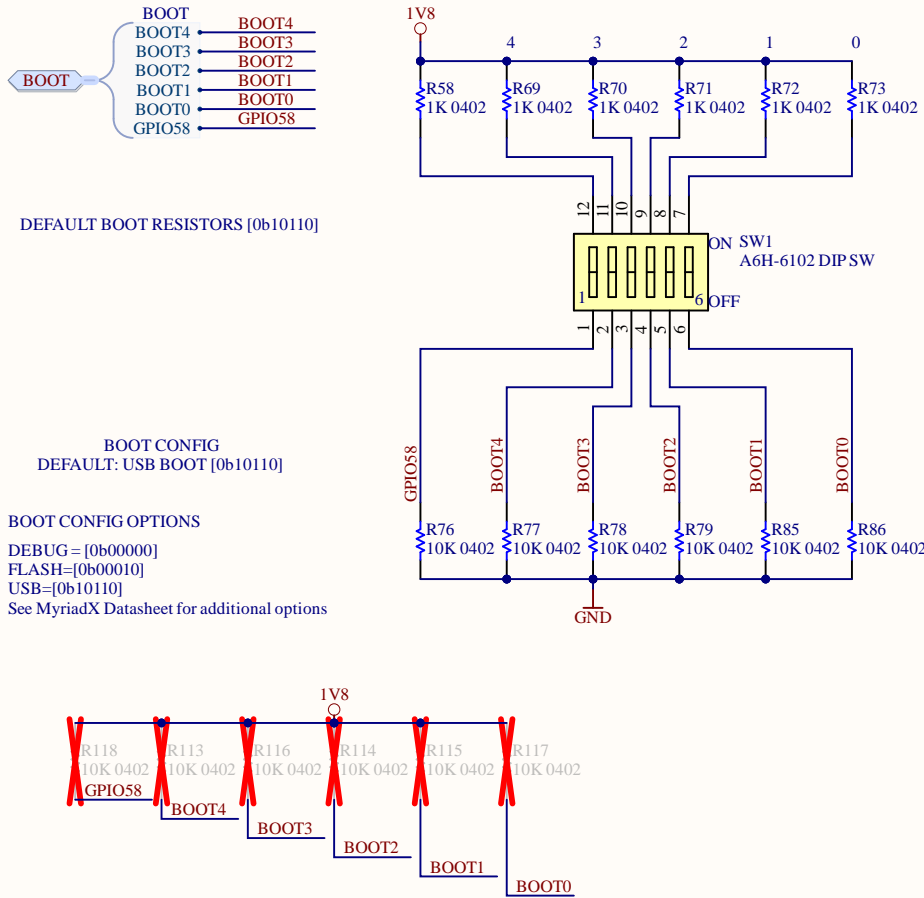 BOOT
BOOT
BOOT4 BOOT4
BOOT3 BOOT3
BOOT2 BOOT2
BOOT1 BOOT1
BOOT0 BOOT0
GPIO58 GPIO58
1V8
4 3 2 1 0
R58 R69 R70 R71 R72 R73
1K 0402 1K 0402 1K 0402 1K 0402 1K 0402 1K 0402
DEFAULT BOOT RESISTORS [0b10110]
12 11 10 9 8 7
ON SW1
A6H-6102 DIP SW
1 6 OFF
1 2 3 4 5 6
BOOT CONFIG
DEFAULT: USB BOOT [0b10110]
GPIO58 BOOT4 BOOT3 BOOT2 BOOT1 BOOT0
BOOT CONFIG OPTIONS
DEBUG = [0b00000]
FLASH=[0b00010]
USB=[0b10110]
See MyriadX Datasheet for additional options
R76 R77 R78 R79 R85 R86
10K 0402 10K 0402 10K 0402 10K 0402 10K 0402 10K 0402
GND
1V8
R118 R113 R116 R114 R115 R117
10K 0402 10K 0402 10K 0402 10K 0402 10K 0402 10K 0402
GPIO58
BOOT4
BOOT3
BOOT2
BOOT1
BOOT0